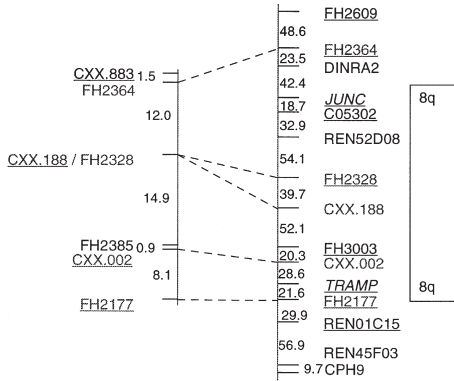 FH2609
48.6
FH2364
23.5
DINRA2
CXX.883 1.5
FH2364
42.4
8q
JUNC
18.7
C05302
12.0
32.9
REN52D08
54.1
CXX.188 / FH2328
FH2328
39.7
14.9
CXX.188
52.1
FH2385 0.9
FH3003
20.3
CXX.002
CXX.002
8.1
28.6
TRAMP
8q
21.6
FH2177
FH2177
29.9
REN01C15
56.9
REN45F03
9.7 CPH9